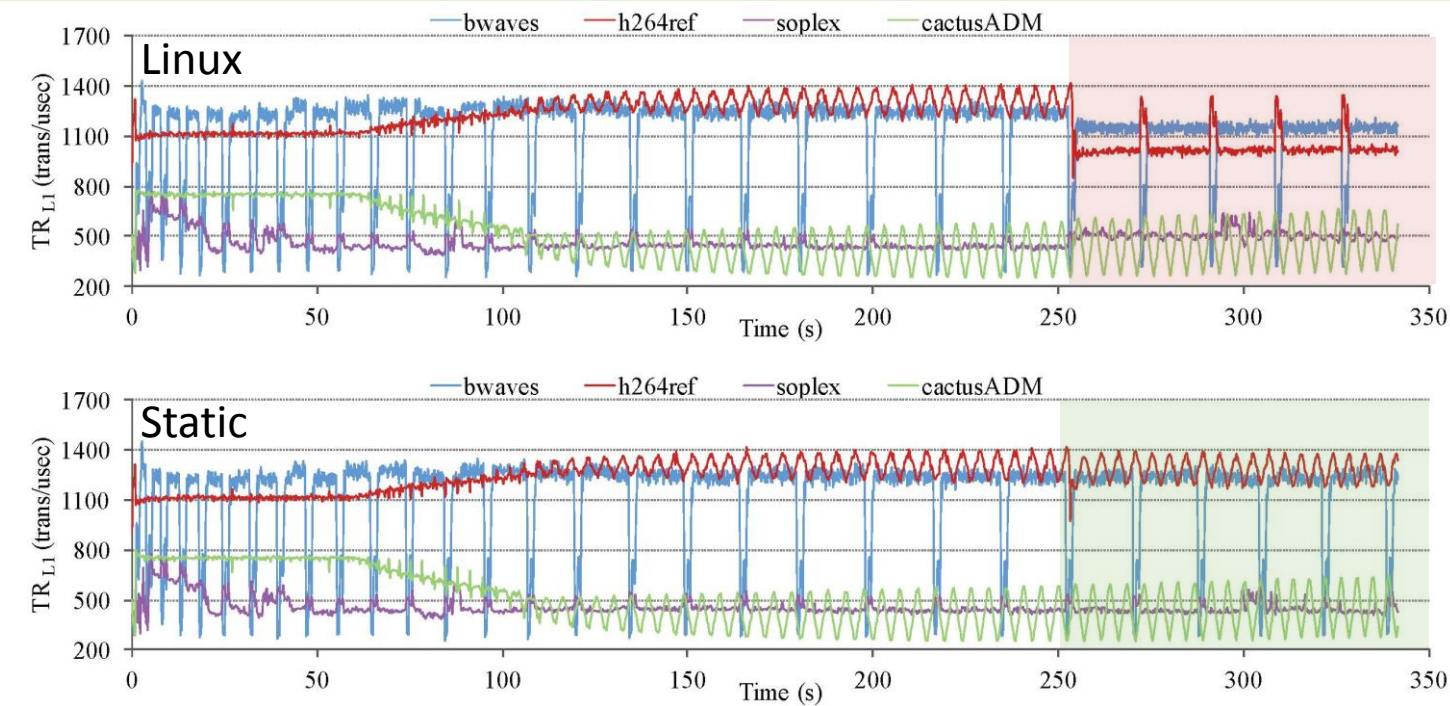 bwaves h264ref soplex cactusADM
Linux
TR L1 (trans/usec)
1700
1400
1100
800
500
200
0 50 100 150 200 250 300 350
Time (s)
bwaves h264ref soplex cactusADM
Static
TR L1 (trans/usec)
1700
1400
1100
800
500
200
0 50 100 150 200 250 300 350
Time (s)